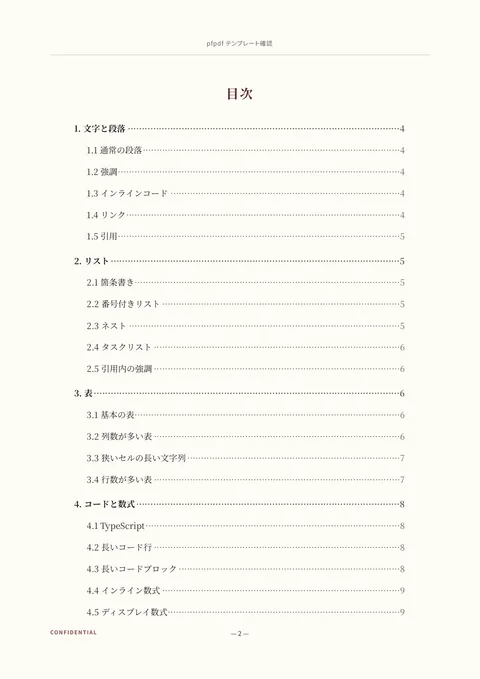 pfpdf テンプレート確認
目次
1. 文字と段落 4
1.1 通常の段落 4
1.2 強調 4
1.3 インラインコード 4
1.4 リンク 4
1.5 引用 5
2. リスト 5
2.1 箇条書き 5
2.2 番号付きリスト 5
2.3 ネスト 5
2.4 タスクリスト 6
2.5 引用内の強調 6
3. 表 6
3.1 基本の表 6
3.2 列数が多い表 6
3.3 狭いセルの長い文字列 7
3.4 行数が多い表 7
4. コードと数式 8
4.1 TypeScript 8
4.2 長いコード行 8
4.3 長いコードブロック 8
4.4 インライン数式 9
4.5 ディスプレイ数式 9
CONFIDENTIAL
— 2 —